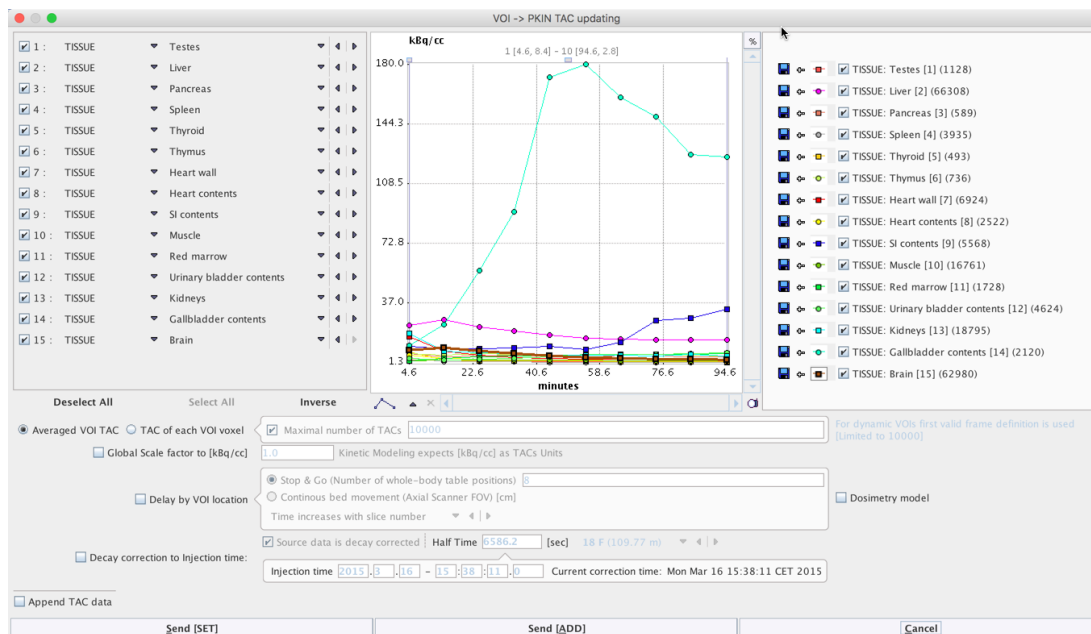 VOI -> PKIN TAC updating
1 : TISSUE Testes
2 : TISSUE Liver
3 : TISSUE Pancreas
4 : TISSUE Spleen
5 : TISSUE Thyroid
6 : TISSUE Thymus
7 : TISSUE Heart wall
8 : TISSUE Heart contents
9 : TISSUE SI contents
10 : TISSUE Muscle
11 : TISSUE Red marrow
12 : TISSUE Urinary bladder contents
13 : TISSUE Kidneys
14 : TISSUE Gallbladder contents
15 : TISSUE Brain
Deselect All Select All Inverse
kBq/cc
1 [4.6, 8.4] - 10 [94.6, 2.8]
%
180.0
144.3
108.5
72.8
37.0
1.3
4.6 22.6 40.6 58.6 76.6 94.6
minutes
TISSUE: Testes [1] (1128)
TISSUE: Liver [2] (66308)
TISSUE: Pancreas [3] (589)
TISSUE: Spleen [4] (3935)
TISSUE: Thyroid [5] (493)
TISSUE: Thymus [6] (736)
TISSUE: Heart wall [7] (6924)
TISSUE: Heart contents [8] (2522)
TISSUE: SI contents [9] (5568)
TISSUE: Muscle [10] (16761)
TISSUE: Red marrow [11] (1728)
TISSUE: Urinary bladder contents [12] (4624)
TISSUE: Kidneys [13] (18795)
TISSUE: Gallbladder contents [14] (2120)
TISSUE: Brain [15] (62980)
Averaged VOI TAC TAC of each VOI voxel Maximal number of TACs 10000
For dynamic VOIs first valid frame definition is used
[Limited to 10000]
Global Scale factor to [kBq/cc] 1.0 Kinetic Modeling expects [kBq/cc] as TACs Units
Delay by VOI location
Stop & Go (Number of whole-body table positions) 8
Continous bed movement (Axial Scanner FOV) [cm]
Time increases with slice number
Dosimetry model
Decay correction to Injection time:
Source data is decay corrected Half Time 6586.2 [sec] 18 F (109,77 m)
Injection time 2015 . 3 . 16 - 15 : 38 : 11 . 0 Current correction time: Mon Mar 16 15:38:11 CET 2015
Append TAC data
Send [SET] Send [ADD] Cancel